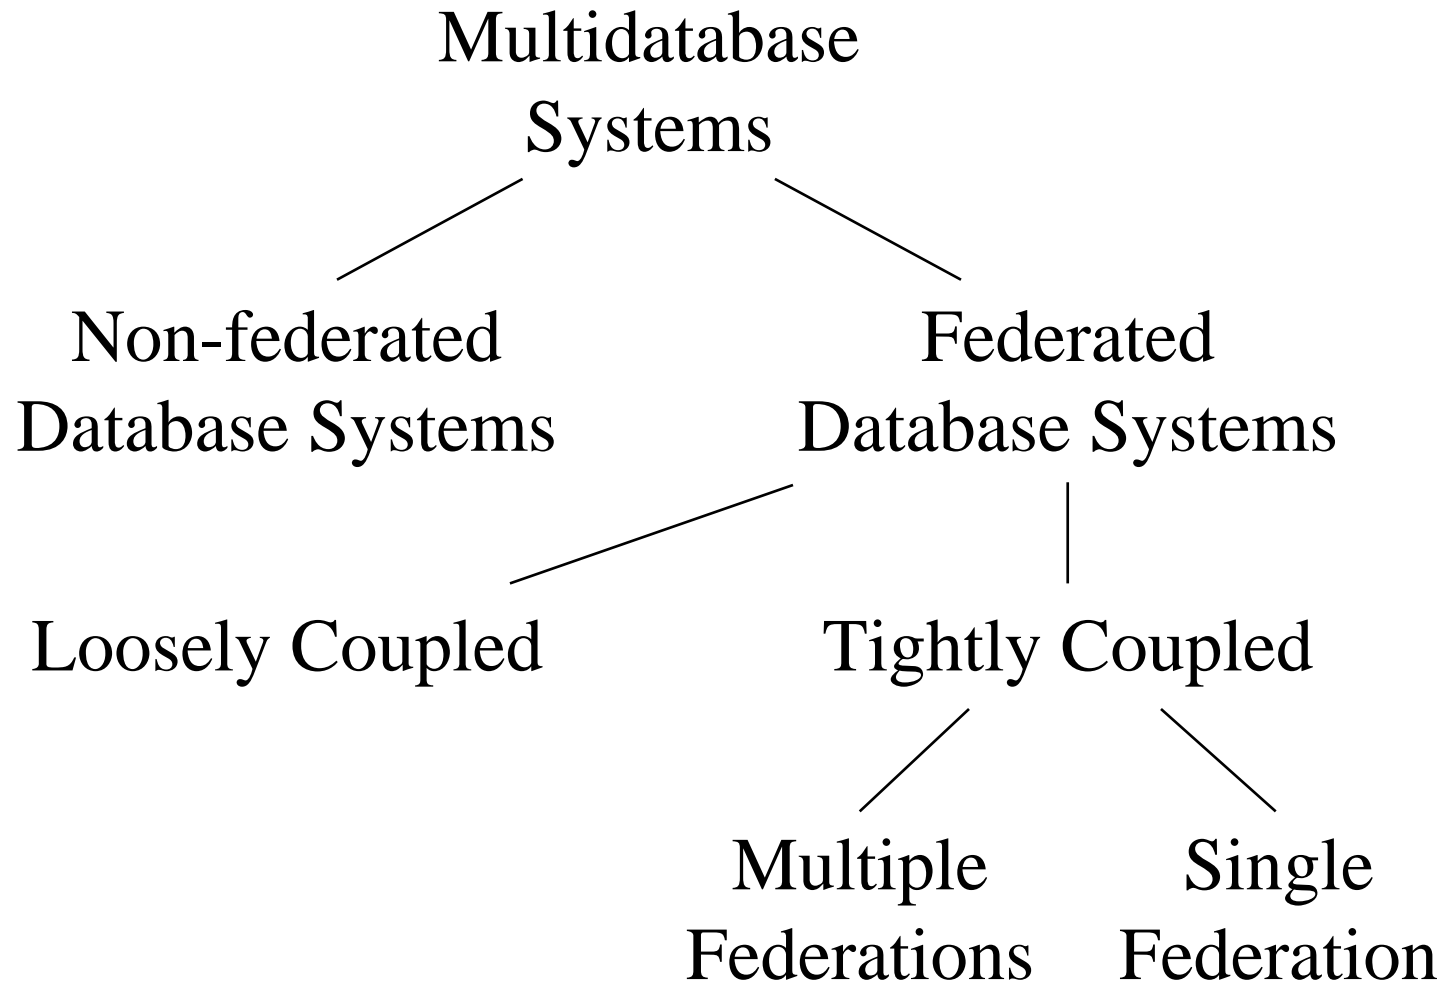 Multidatabase
Systems
Non-federated
Database Systems
Federated
Database Systems
Loosely Coupled
Tightly Coupled
Multiple
Federations
Single
Federation